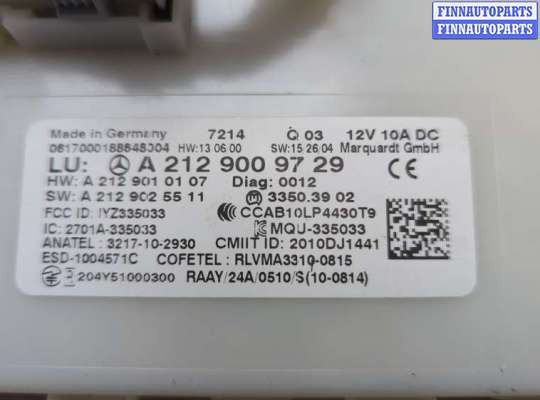 FINNAUTOPARTS
FINNAUTOPARTS
Made in Germany 7214 Q 03 12V 10A DC
HW:13 06 00 SW:15 26 04 Marquardt GmbH
LU: A 212 900 97 29 CE
HW: A 212 901 01 07 Diag: 0012
SW: A 212 902 55 11 3350.39 02
FCC ID: IYZ335033 CCAB10LP4430T9
IC: 2701A-335033 MQU-335033
ANATEL : 3217-10-2930 CMIIT ID: 2010DJ1441
ESD-1004571C COFETEL : RLVMA3310-0815
204Y51000300 RAAY/24A/0510/S(10-0814)